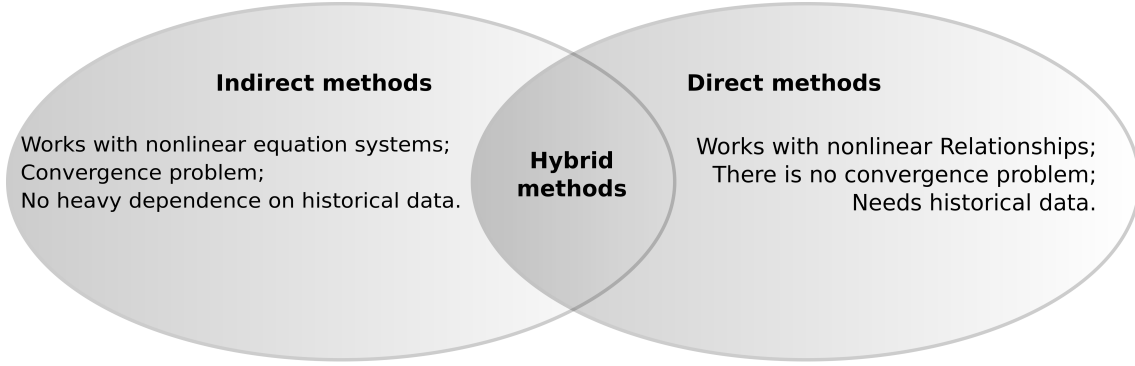 Indirect methods
Works with nonlinear equation systems;
Convergence problem;
No heavy dependence on historical data.
Hybrid
methods
Direct methods
Works with nonlinear Relationships;
There is no convergence problem;
Needs historical data.